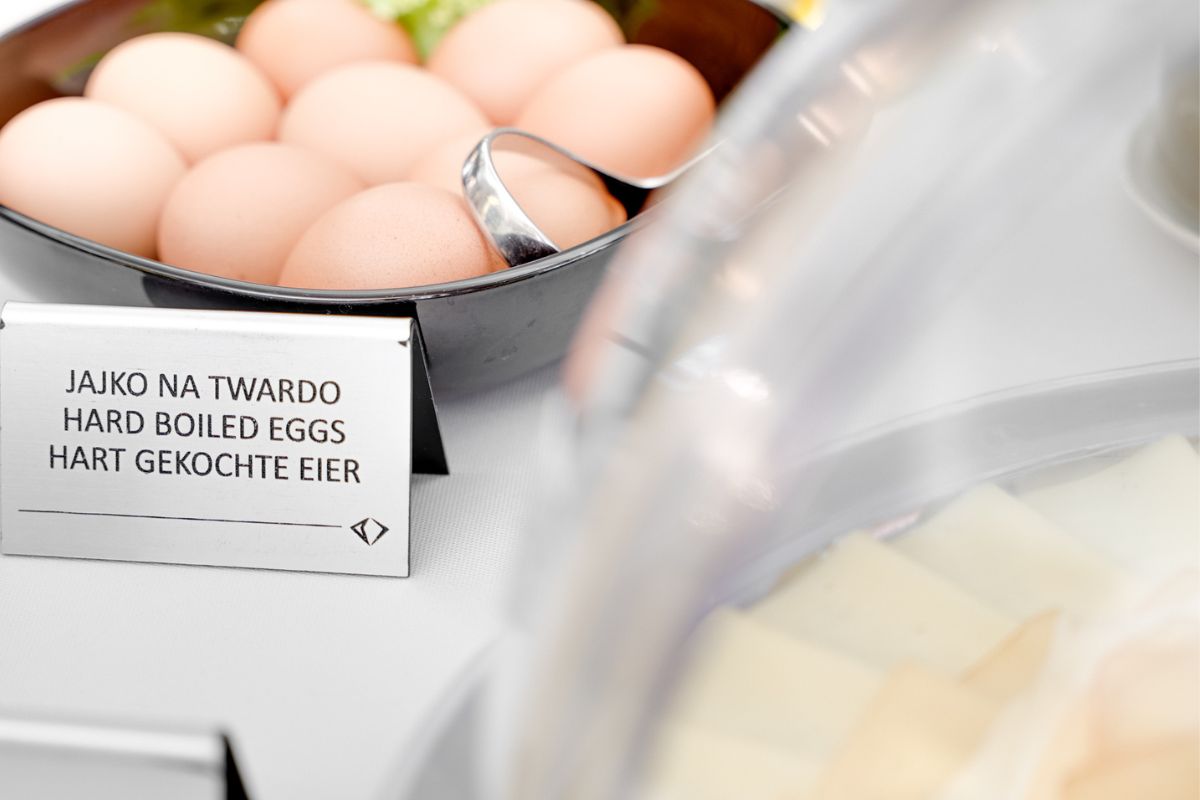 JAJKO NA TWARDO
HARD BOILED EGGS
HART GEKOCHTE EIER